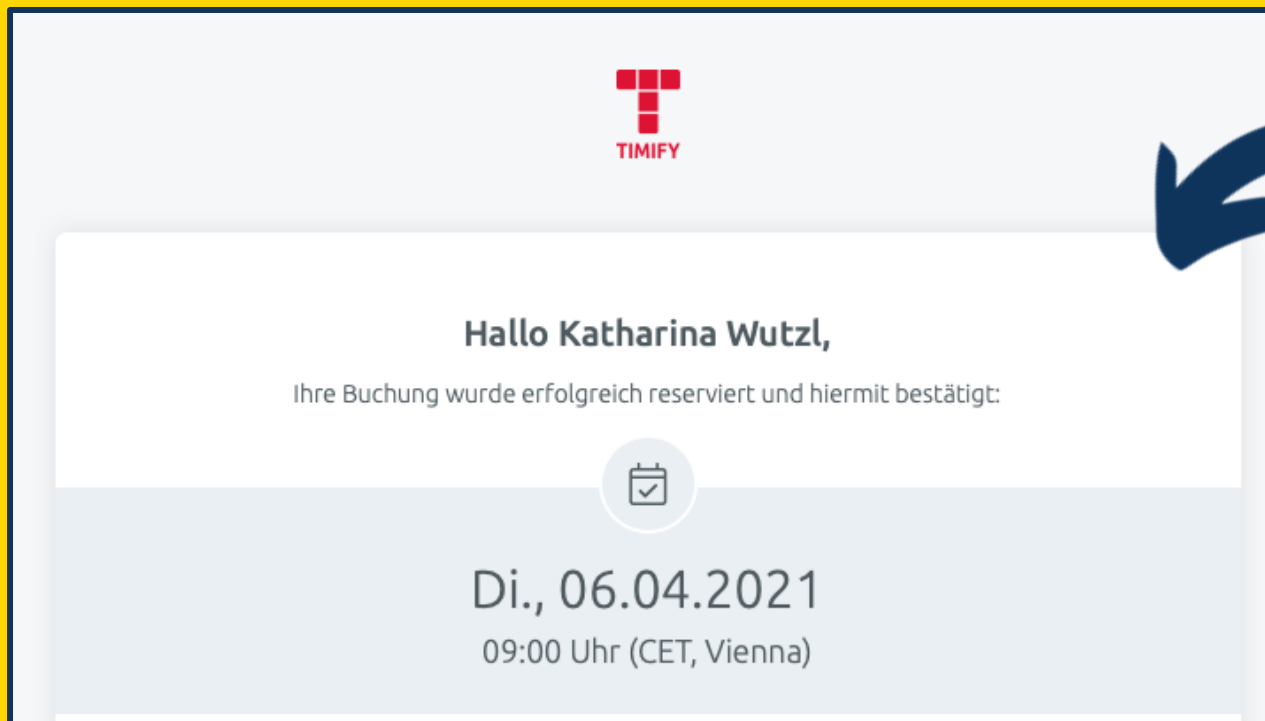 TIMIFY
Hallo Katharina Wutzl,
Ihre Buchung wurde erfolgreich reserviert und hiermit bestätigt:
Di., 06.04.2021
09:00 Uhr (CET, Vienna)